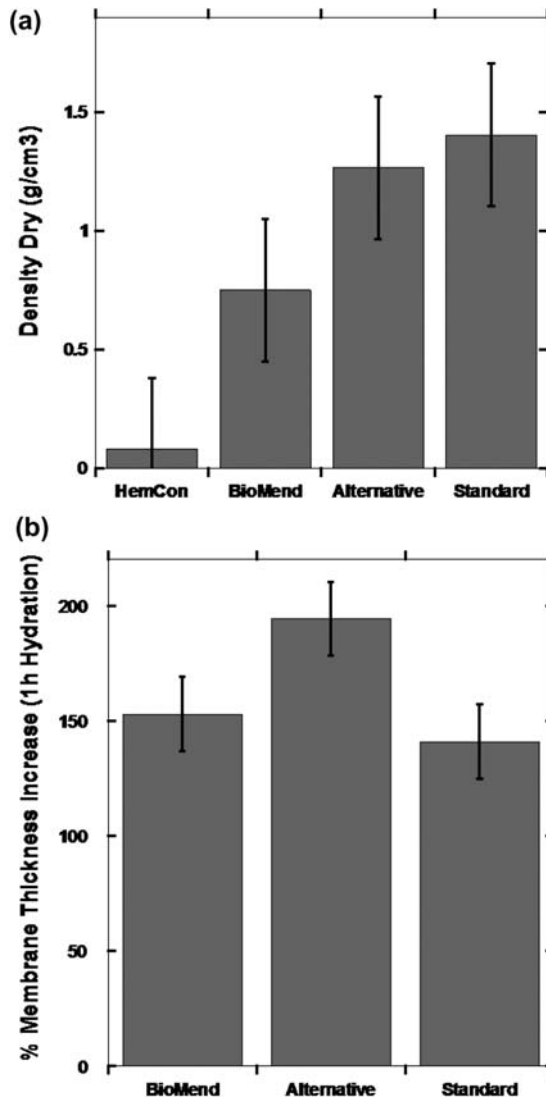 (a)
Density Dry (g/cm3)
1.5
1
0.5
0
HemCon BioMend Alternative Standard
(b)
% Membrane Thickness Increase (1h Hydration)
200
150
100
50
0
BioMend Alternative Standard